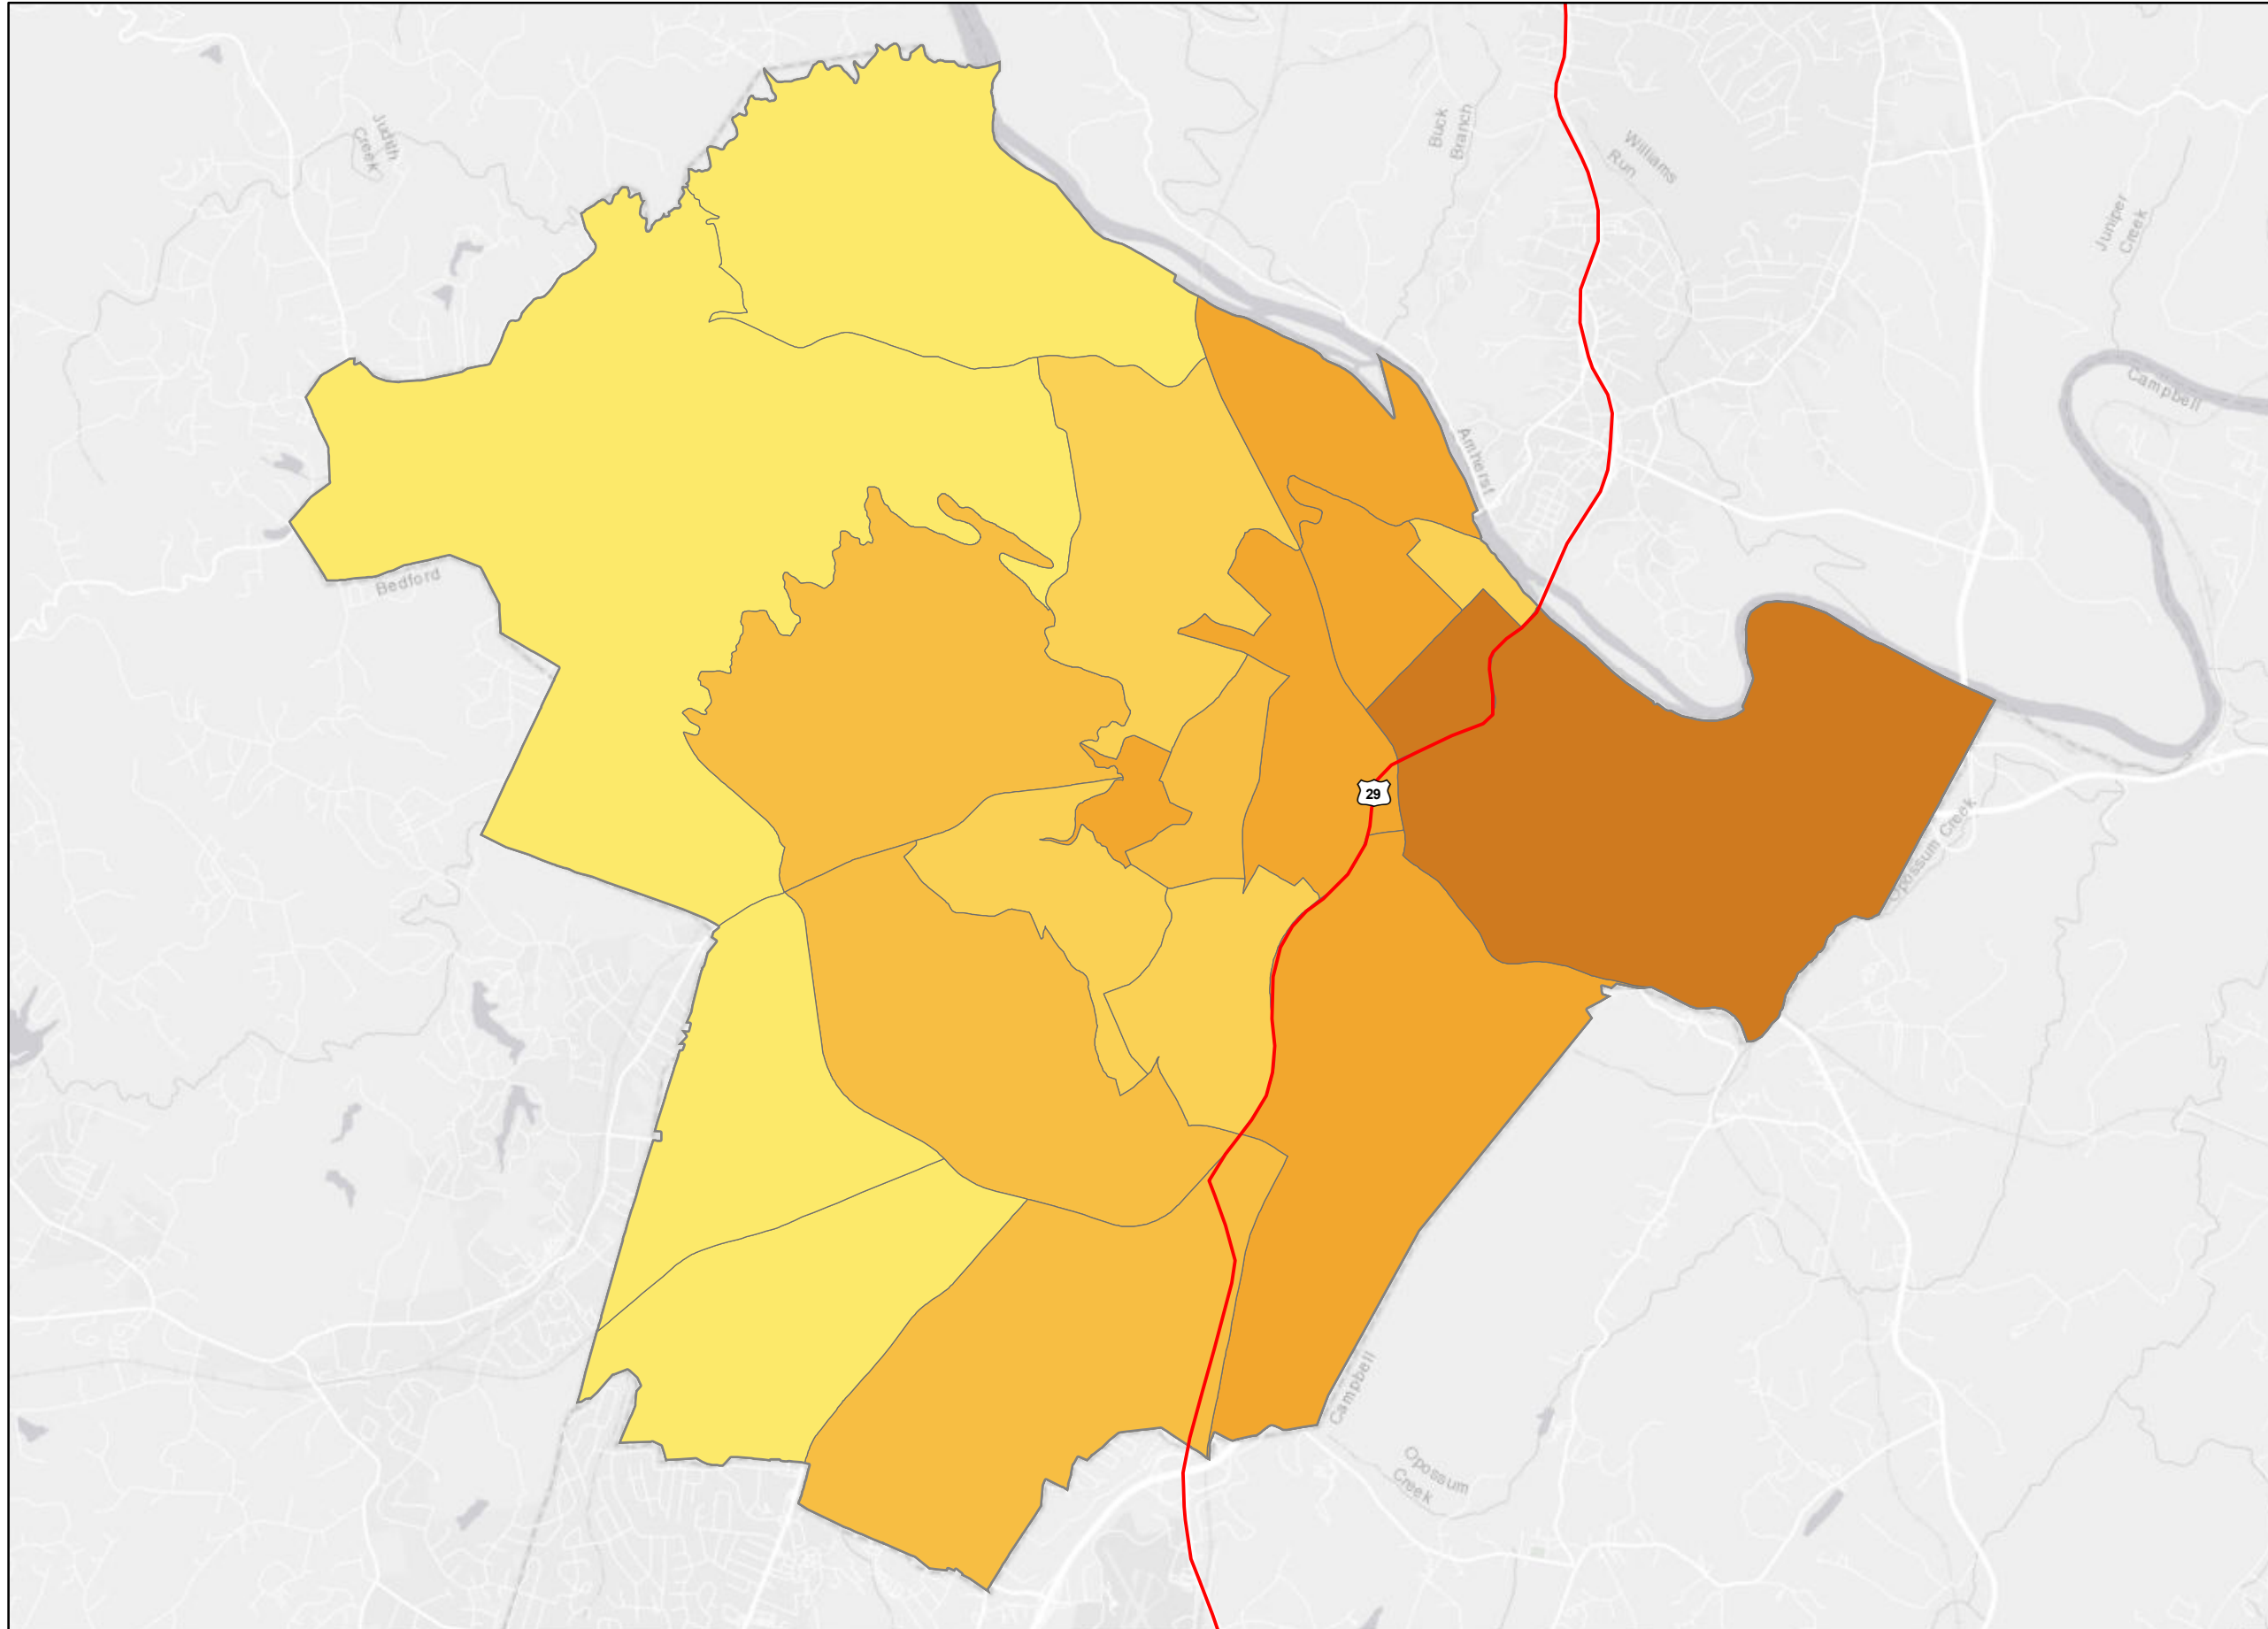 Judith
Creek
Buck
Branch
Williams
Run
Juniper
Creek
Campbell
Amherst
Bedford
29
Opossum Creek
Campbell
Opossum
Creek